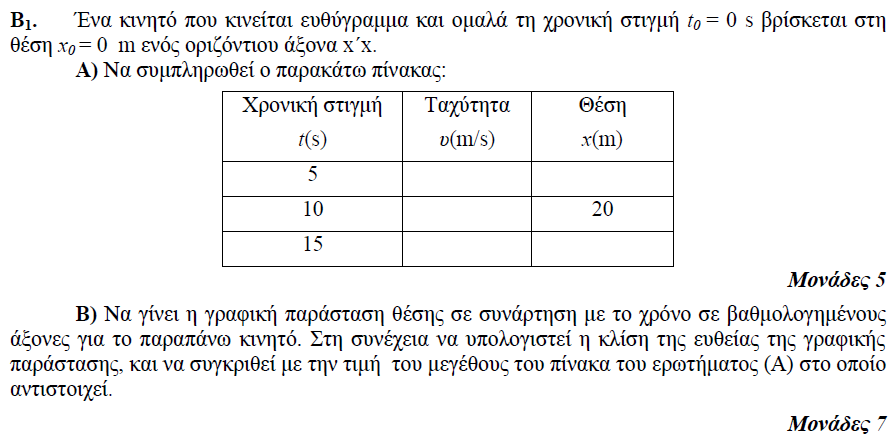 Β1. Ένα κινητό που κινείται ευθύγραμμα και ομαλά τη χρονική στιγμή t0 = 0 s βρίσκεται στη
θέση x0 = 0 m ενός οριζόντιου άξονα x΄x.
Α) Να συμπληρωθεί ο παρακάτω πίνακας:
Χρονική στιγμή Ταχύτητα Θέση
t(s) υ(m/s) x(m)
5
10 20
15
Μονάδες 5
Β) Να γίνει η γραφική παράσταση θέσης σε συνάρτηση με το χρόνο σε βαθμολογημένους
άξονες για το παραπάνω κινητό. Στη συνέχεια να υπολογιστεί η κλίση της ευθείας της γραφικής
παράστασης, και να συγκριθεί με την τιμή του μεγέθους του πίνακα του ερωτήματος (Α) στο οποίο
αντιστοιχεί.
Μονάδες 7